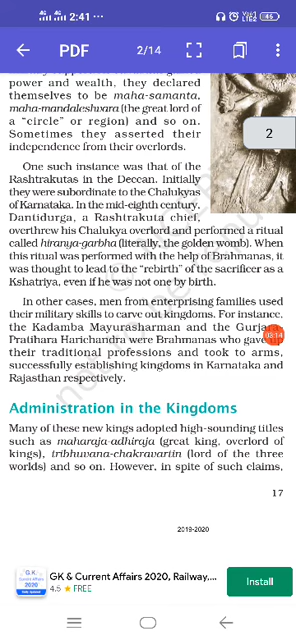 2:41
46
PDF
2/14
power and wealth, they declared
themselves to be maha-samanta,
maha-mandaleshvara (the great lord of
a "circle" or region) and so on.
Sometimes they asserted their
independence from their overlords.
2
One such instance was that of the
Rashtrakutas in the Deccan. Initially
they were subordinate to the Chalukyas
of Karnataka. In the mid-eighth century,
Dantidurga, a Rashtrakuta chief,
overthrew his Chalukya overlord and performed a ritual
called hiranya-garbha (literally, the golden womb). When
this ritual was performed with the help of Brahmanas, it
was thought to lead to the "rebirth" of the sacrificer as a
Kshatriya, even if he was not one by birth.
In other cases, men from enterprising families used
their military skills to carve out kingdoms. For instance,
the Kadamba Mayurasharman and the Gurjara-
Pratihara Harichandra were Brahmanas who gave up
their traditional professions and took to arms,
successfully establishing kingdoms in Karnataka and
Rajasthan respectively.
Administration in the Kingdoms
Many of these new kings adopted high-sounding titles
such as maharaja-adhiraja (great king, overlord of
kings), tribhuvana-chakravartin (lord of the three
worlds) and so on. However, in spite of such claims,
17
2019-2020
GK & Current Affairs 2020, Railway,...
4.5 ★ FREE
Install